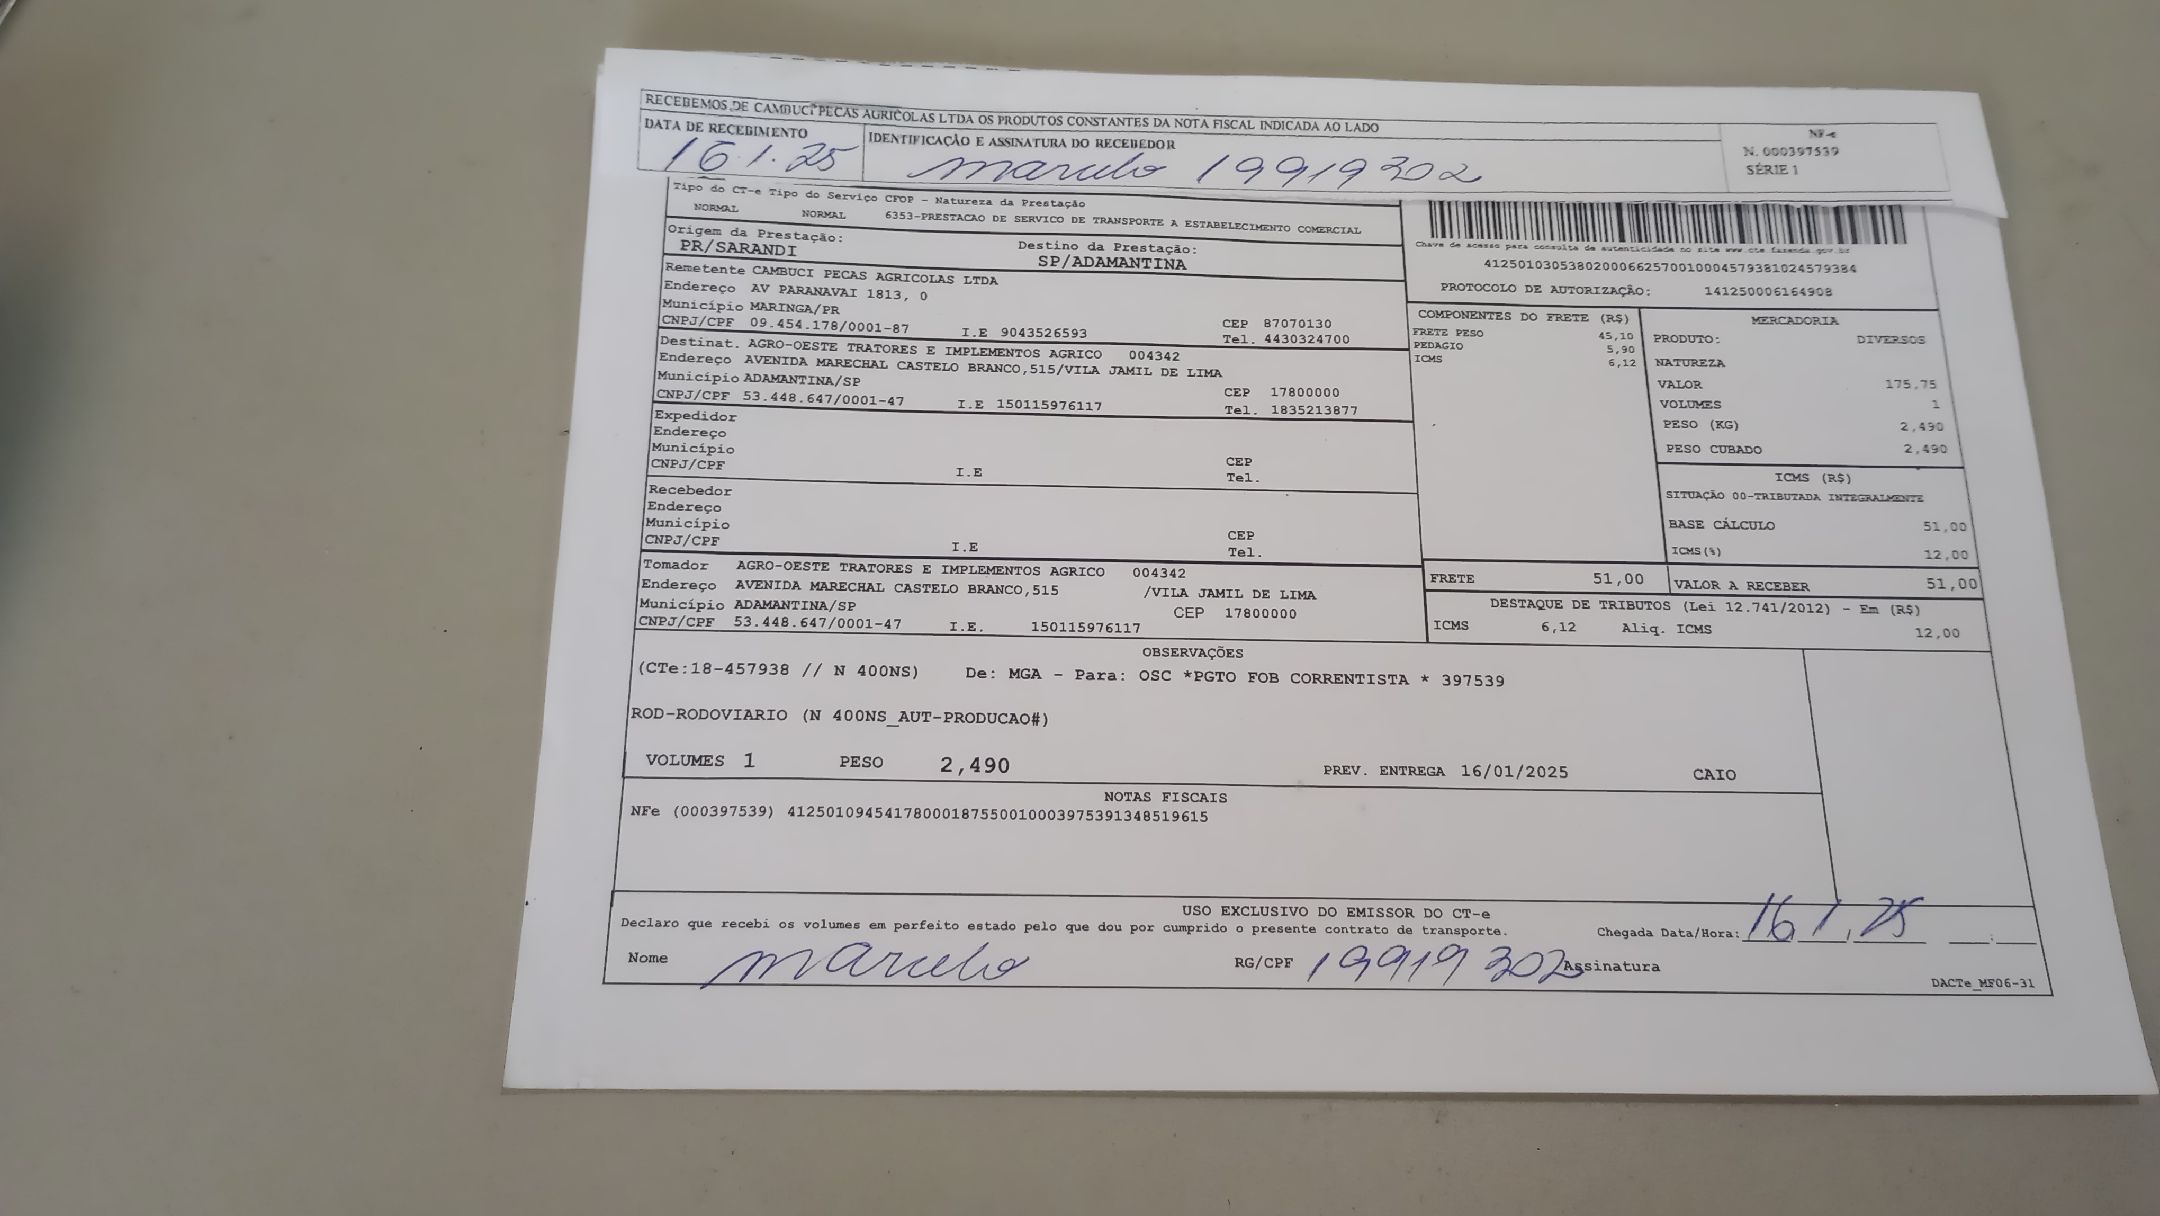 RECEBEMOS DE CAMBUCI PECAS AGRICOLAS LTDA OS PRODUTOS CONSTANTES DA NOTA FISCAL INDICADA AO LADO
DATA DE RECEBIMENTO
16.1.25
IDENTIFICAÇÃO E ASSINATURA DO RECEBEDOR
marcelo 19919302
NF-e
N. 000397539
SÉRIE 1
Tipo do CT-e Tipo do Serviço CFOP - Natureza da Prestação
NORMAL NORMAL 6353-PRESTACAO DE SERVICO DE TRANSPORTE A ESTABELECIMENTO COMERCIAL
Origem da Prestação: Destino da Prestação:
PR/SARANDI SP/ADAMANTINA
Remetente CAMBUCI PECAS AGRICOLAS LTDA
Endereço AV PARANAVAI 1813, 0
Município MARINGA/PR CEP 87070130
CNPJ/CPF 09.454.178/0001-87 I.E 9043526593 Tel. 4430324700
Destinat. AGRO-OESTE TRATORES E IMPLEMENTOS AGRICO 004342
Endereço AVENIDA MARECHAL CASTELO BRANCO,515/VILA JAMIL DE LIMA
Município ADAMANTINA/SP CEP 17800000
CNPJ/CPF 53.448.647/0001-47 I.E 150115976117 Tel. 1835213877
Expedidor
Endereço
Município CEP
CNPJ/CPF I.E Tel.
Recebedor
Endereço
Município CEP
CNPJ/CPF I.E Tel.
Tomador AGRO-OESTE TRATORES E IMPLEMENTOS AGRICO 004342
Endereço AVENIDA MARECHAL CASTELO BRANCO,515 /VILA JAMIL DE LIMA
Município ADAMANTINA/SP CEP 17800000
CNPJ/CPF 53.448.647/0001-47 I.E. 150115976117
Chave de acesso para consulta de autenticidade no site www.cte.fazenda.gov.br
41250103053802000662570010004579381024579384
PROTOCOLO DE AUTORIZAÇÃO: 141250006164908
COMPONENTES DO FRETE (R$)
FRETE PESO 45,10
PEDAGIO 5,90
ICMS 6,12
MERCADORIA
PRODUTO: DIVERSOS
NATUREZA
VALOR 175,75
VOLUMES 1
PESO (KG) 2,490
PESO CUBADO 2,490
ICMS (R$)
SITUAÇÃO 00-TRIBUTADA INTEGRALMENTE
BASE CÁLCULO 51,00
ICMS(%) 12,00
FRETE 51,00 VALOR A RECEBER 51,00
DESTAQUE DE TRIBUTOS (Lei 12.741/2012) - Em (R$)
ICMS 6,12 Aliq. ICMS 12,00
OBSERVAÇÕES
(CTe:18-457938 // N 400NS) De: MGA - Para: OSC *PGTO FOB CORRENTISTA * 397539
ROD-RODOVIARIO (N 400NS_AUT-PRODUCAO#)
VOLUMES 1 PESO 2,490 PREV. ENTREGA 16/01/2025 CAIO
NOTAS FISCAIS
NFe (000397539) 41250109454178000187550010003975391348519615
USO EXCLUSIVO DO EMISSOR DO CT-e
Declaro que recebi os volumes em perfeito estado pelo que dou por cumprido o presente contrato de transporte. Chegada Data/Hora: 16 1 25
Nome marcelo RG/CPF 19919302 Assinatura
DACTe_MF06-31